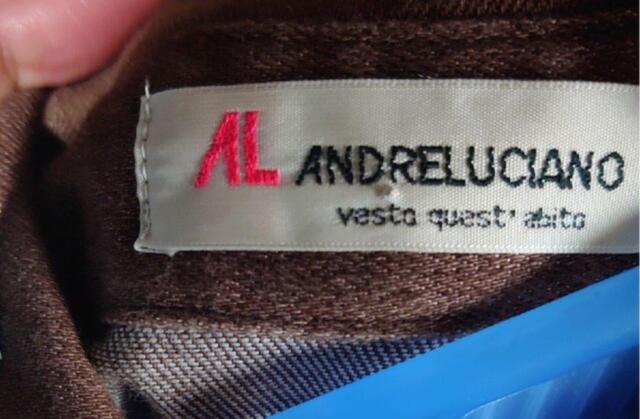 AL ANDRELUCIANO
vesto quest' abito